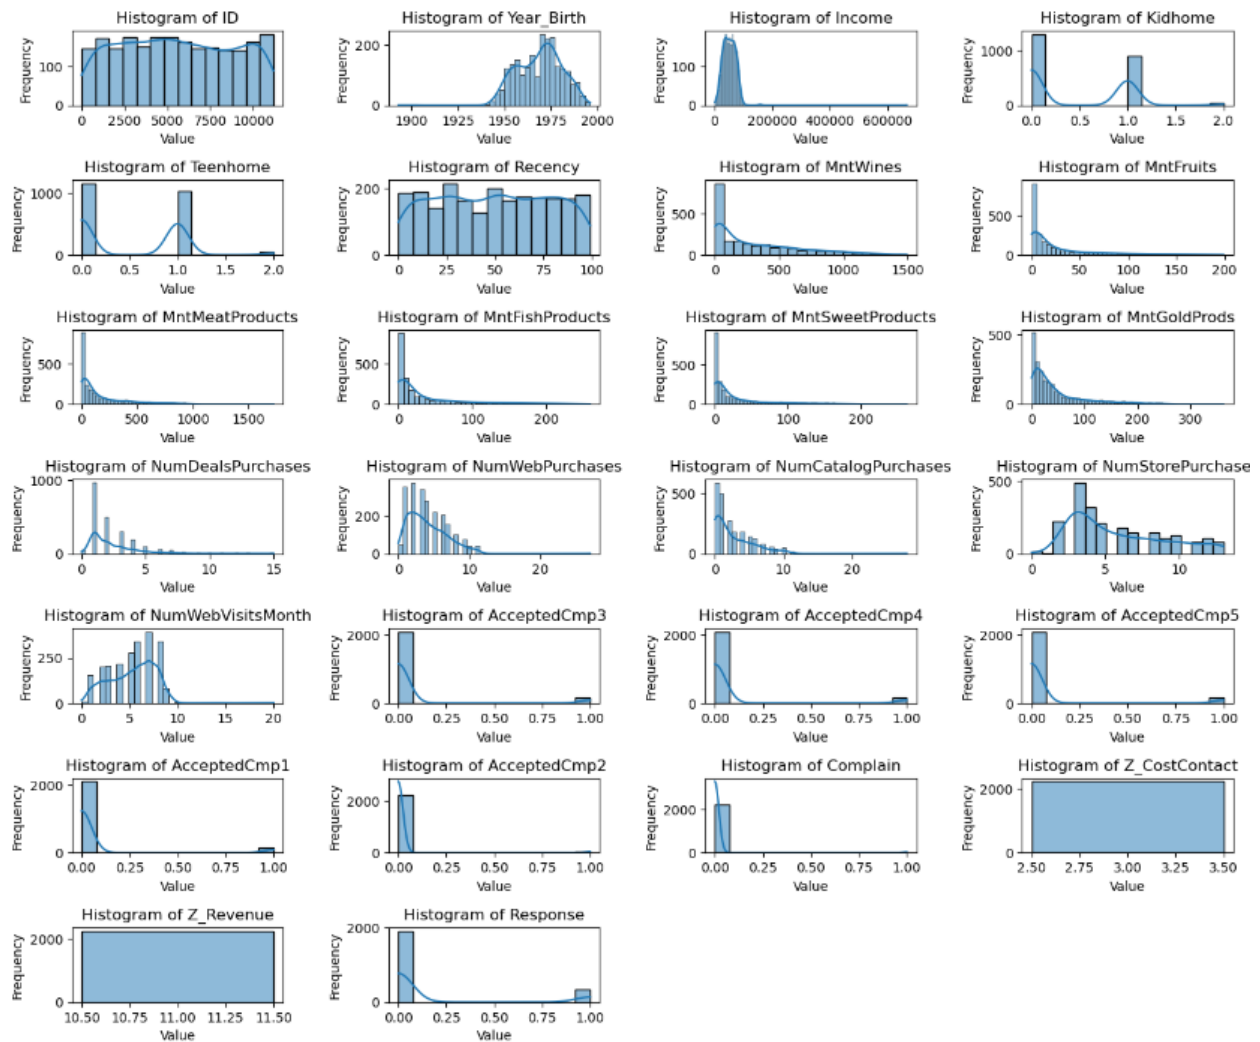 Histogram of ID
Histogram of Year_Birth
Histogram of Income
Histogram of Kidhome
Frequency
100
0
0 2500 5000 7500 10000
Value
Frequency
200
0
1900 1925 1950 1975 2000
Value
Frequency
100
0
0 200000 400000 600000
Value
Frequency
1000
0
0.0 0.5 1.0 1.5 2.0
Value
Histogram of Teenhome
Histogram of Recency
Histogram of MntWines
Histogram of MntFruits
Frequency
1000
0
0.0 0.5 1.0 1.5 2.0
Value
Frequency
200
100
0
0 25 50 75 100
Value
Frequency
500
0
0 500 1000 1500
Value
Frequency
500
0
0 50 100 150 200
Value
Histogram of MntMeatProducts
Histogram of MntFishProducts
Histogram of MntSweetProducts
Histogram of MntGoldProds
Frequency
500
0
0 500 1000 1500
Value
Frequency
500
0
0 100 200
Value
Frequency
500
0
0 100 200
Value
Frequency
500
250
0
0 100 200 300
Value
Histogram of NumDealsPurchases
Histogram of NumWebPurchases
Histogram of NumCatalogPurchases
Histogram of NumStorePurchase
Frequency
1000
500
0
0 5 10 15
Value
Frequency
200
0
0 10 20
Value
Frequency
500
0
0 10 20
Value
Frequency
500
250
0
0 5 10
Value
Histogram of NumWebVisitsMonth
Histogram of AcceptedCmp3
Histogram of AcceptedCmp4
Histogram of AcceptedCmp5
Frequency
250
0
0 5 10 15 20
Value
Frequency
2000
0
0.00 0.25 0.50 0.75 1.00
Value
Frequency
2000
0
0.00 0.25 0.50 0.75 1.00
Value
Frequency
2000
0
0.00 0.25 0.50 0.75 1.00
Value
Histogram of AcceptedCmp1
Histogram of AcceptedCmp2
Histogram of Complain
Histogram of Z_CostContact
Frequency
2000
0
0.00 0.25 0.50 0.75 1.00
Value
Frequency
2000
0
0.00 0.25 0.50 0.75 1.00
Value
Frequency
2000
0
0.00 0.25 0.50 0.75 1.00
Value
Frequency
2000
0
2.50 2.75 3.00 3.25 3.50
Value
Histogram of Z_Revenue
Histogram of Response
Frequency
2000
0
10.50 10.75 11.00 11.25 11.50
Value
Frequency
2000
0
0.00 0.25 0.50 0.75 1.00
Value